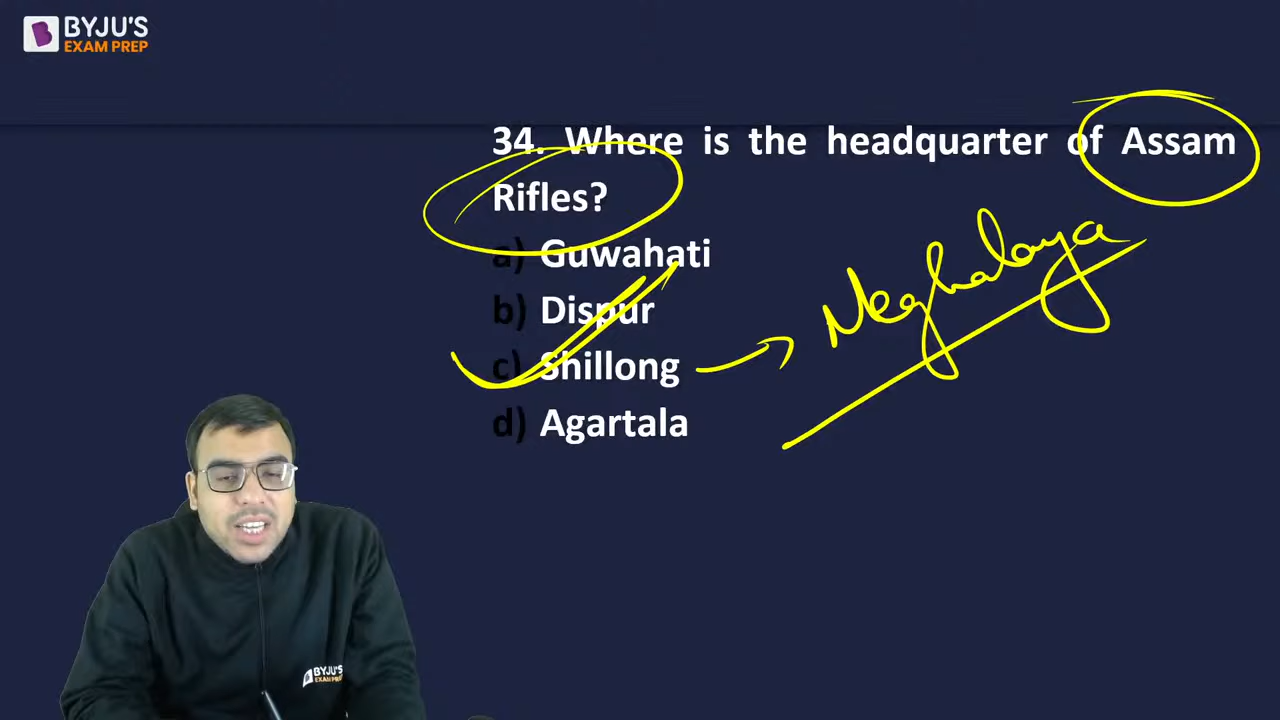 BYJU'S
EXAM PREP
34. Where is the headquarter of Assam
Rifles?
a) Guwahati
b) Dispur
c) Shillong
d) Agartala
Meghalaya
BYJU'S
EXAM PREP